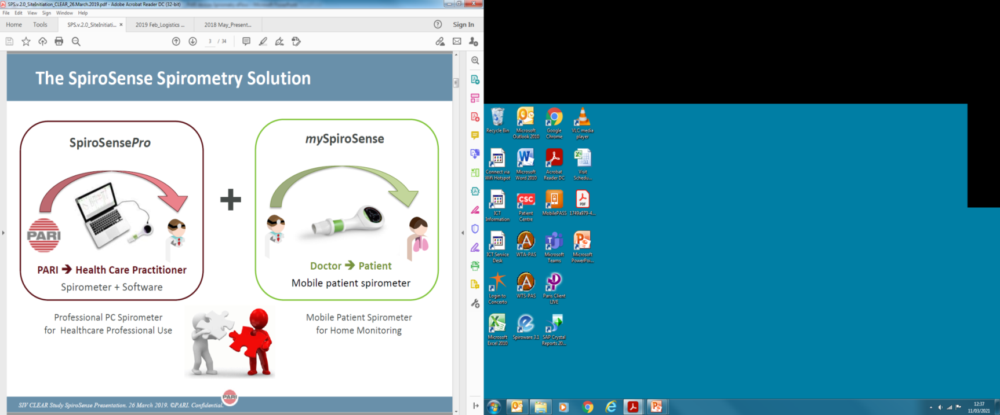 SPS.v.2.0_SiteInitiation_CLEAR_26.March.2019.pdf - Adobe Acrobat Reader DC (32-bit)
File Edit View Sign Window Help
Home Tools SPS.v.2.0_SiteInitiati... × 2019 Feb_Logistics ... 2018 May_Present... Sign In
3 / 34
The SpiroSense Spirometry Solution
SpiroSensePro
PARI
PARI ➔ Health Care Practitioner
Spirometer + Software
Professional PC Spirometer
for Healthcare Professional Use
+
mySpiroSense
Doctor ➔ Patient
Mobile patient spirometer
Mobile Patient Spirometer
for Home Monitoring
PARI
SIV CLEAR Study SpiroSense Presentation. 26 March 2019. ©PARI. Confidential.
Recycle Bin
Microsoft
Outlook 2010
Google
Chrome
VLC media
player
Connect via
Wifi Hotspot
Microsoft
Word 2010
Acrobat
Reader DC
Visit
Schedu...
ICT
Information
CSC
Patient
Centre
MobilePASS
PDF
1749a979-4...
ICT Service
Desk
WTA-PAS
Microsoft
Teams
Microsoft
PowerPoi...
Login to
Concerto
WTS-PAS
Paris Client
LIVE
Microsoft
Excel 2010
Spiroware 3.1
SAP Crystal
Reports 20...
12:37
11/03/2021